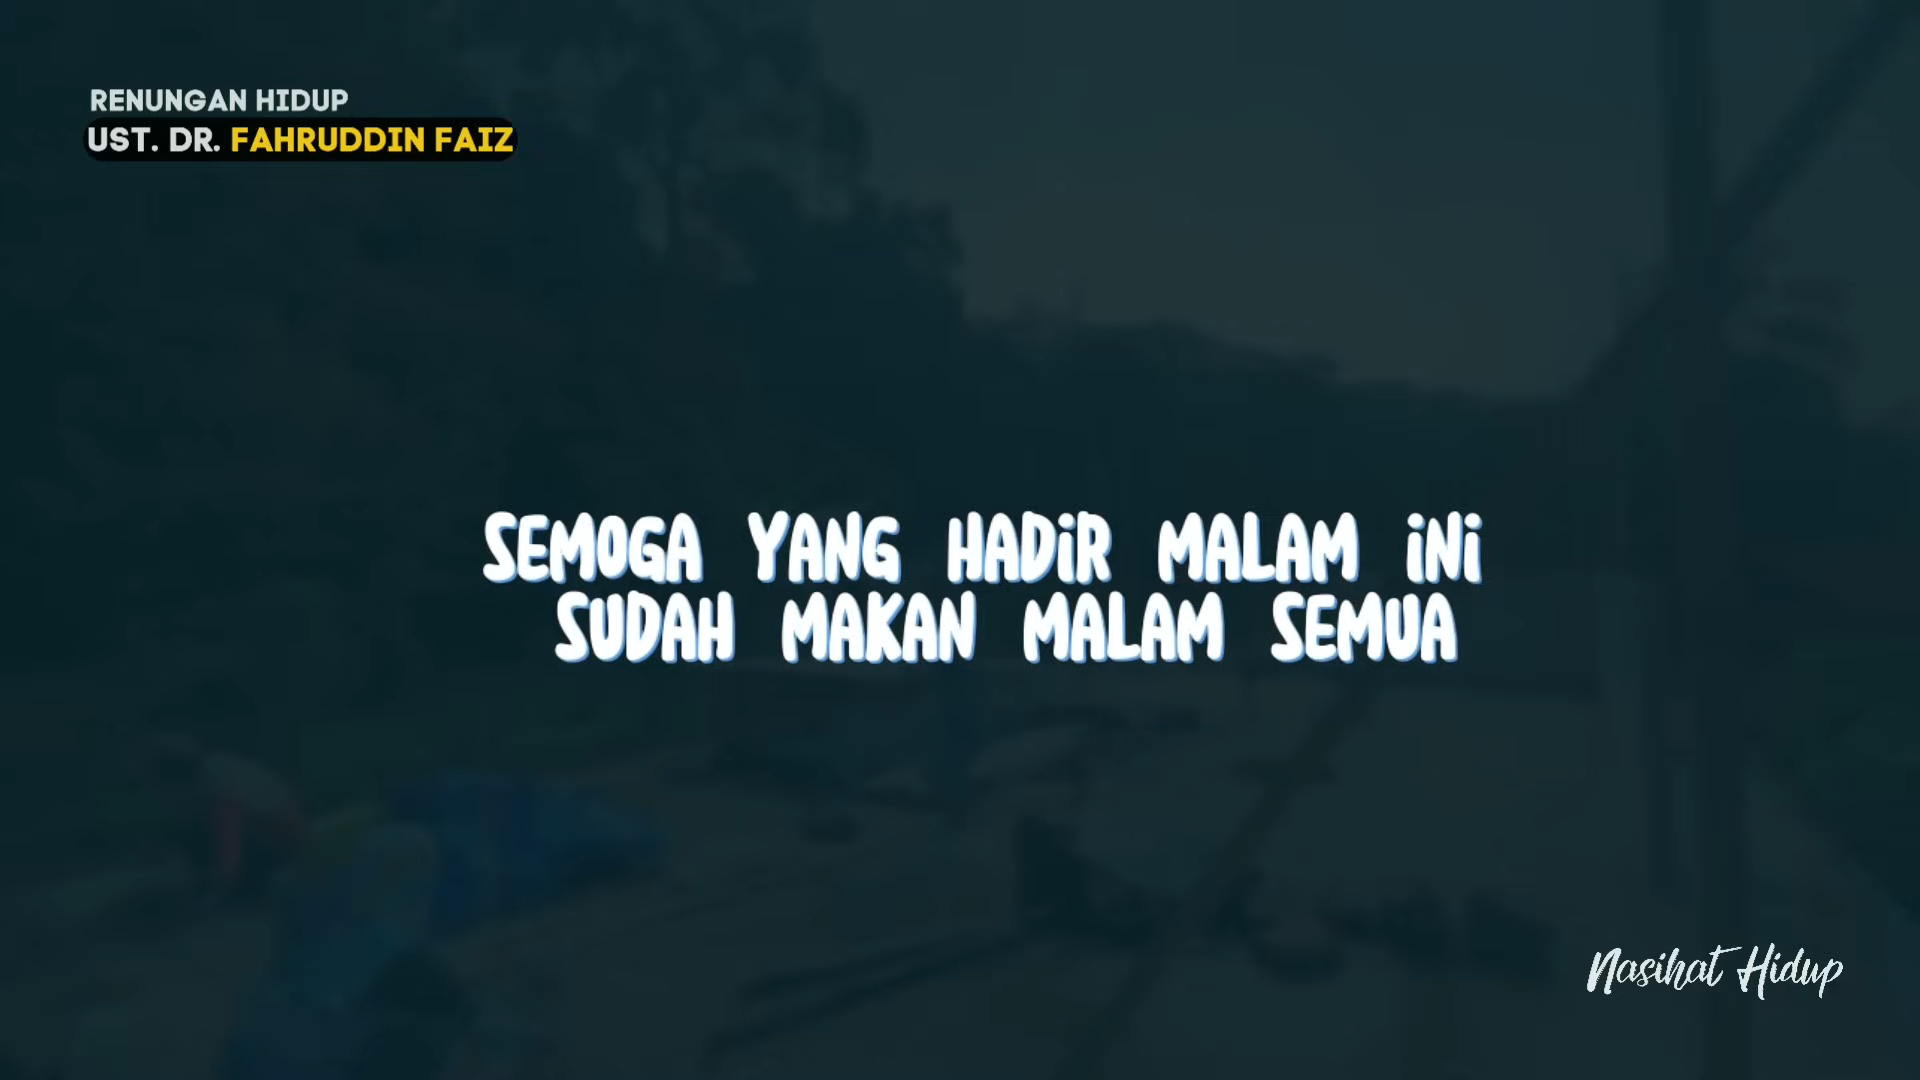 RENUNGAN HIDUP
UST. DR. FAHRUDDIN FAIZ
SEMOGA YANG HADiR MALAM iNi
SUDAH MAKAN MALAM SEMUA
Nasihat Hidup